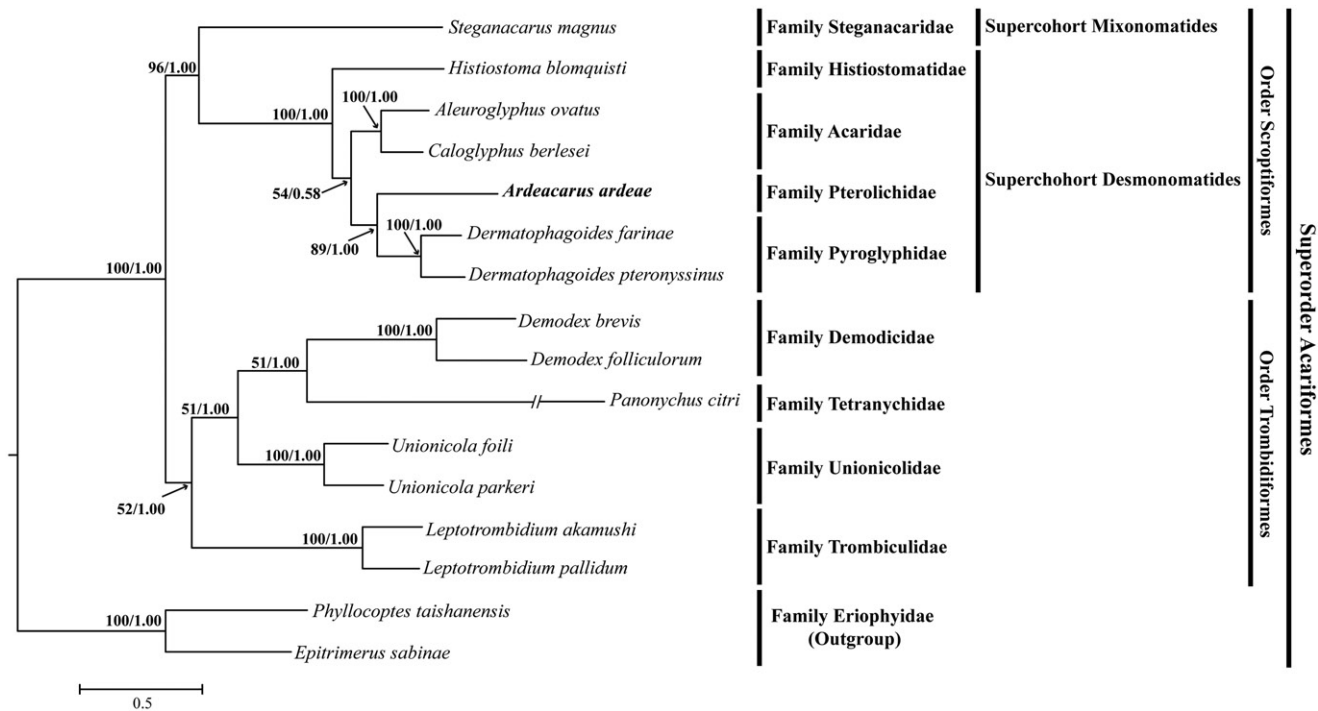 Steganacarus magnus
Family Steganacaridae
Supercohort Mixonomatides
96/1.00
Histiostoma blomquisti
Family Histiostomatidae
100/1.00
100/1.00
Aleuroglyphus ovatus
Family Acaridae
Caloglyphus berlesei
54/0.58
Ardeacarus ardeae
Family Pterolichidae
Superchohort Desmonomatides
Order Scroptiformes
89/1.00
100/1.00
Dermatophagoides farinae
Family Pyroglyphidae
Dermatophagoides pteronyssinus
100/1.00
Demodex brevis
Family Demodicidae
100/1.00
Demodex folliculorum
51/1.00
Panonychus citri
Family Tetranychidae
51/1.00
Unionicola foili
Family Unionicolidae
100/1.00
Unionicola parkeri
52/1.00
Leptotrombidium akamushi
Family Trombiculidae
100/1.00
Leptotrombidium pallidum
Order Trombidiformes
Superorder Acariformes
Phyllocoptes taishanensis
Family Eriophyidae
(Outgroup)
100/1.00
Epitrimerus sabinae
0.5